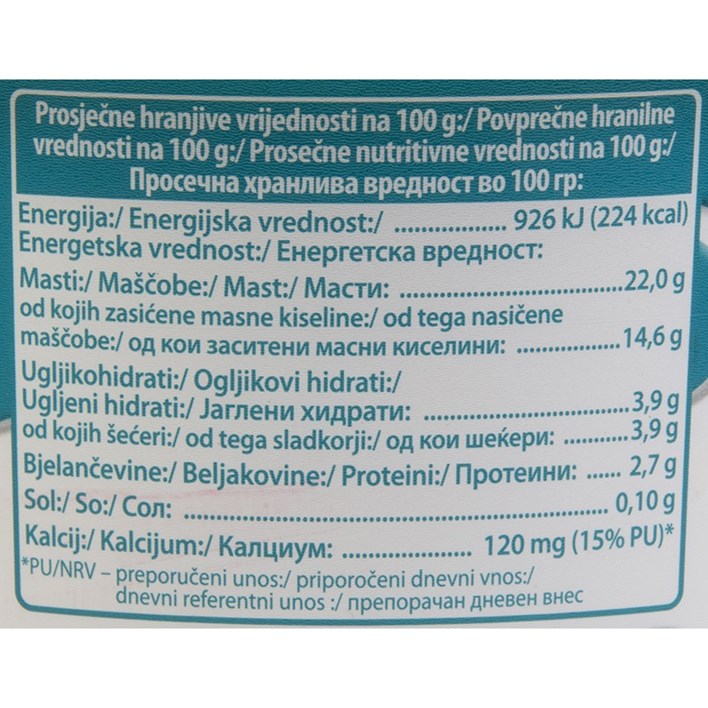 Prosječne hranjive vrijednosti na 100 g:/ Povprečne hranilne
vrednosti na 100 g:/ Prosečne nutritivne vrednosti na 100 g:/
Просечна хранлива вредност во 100 гр:
Energija:/ Energijska vrednost:/ .................. 926 kJ (224 kcal)
Energetska vrednost:/ Енергетска вредност:
Masti:/ Maščobe:/ Mast:/ Масти: ...................................22,0 g
od kojih zasićene masne kiseline:/ od tega nasičene
maščobe:/ од кои заситени масни киселини: ................14,6 g
Ugljikohidrati:/ Ogljikovi hidrati:/
Ugljeni hidrati:/ Јаглени хидрати: ................................3,9 g
od kojih šećeri:/ od tega sladkorji:/ од кои шеќери: ..........3,9 g
Bjelančevine:/ Beljakovine:/ Proteini:/ Протеини: ...... 2,7 g
Sol:/ So:/ Сол: .................................................................. 0,10 g
Kalcij:/ Kalcijum:/ Калциум: .................... 120 mg (15% PU)*
*PU/NRV – preporučeni unos:/ priporočeni dnevni vnos:/
dnevni referentni unos :/ препорачан дневен внес